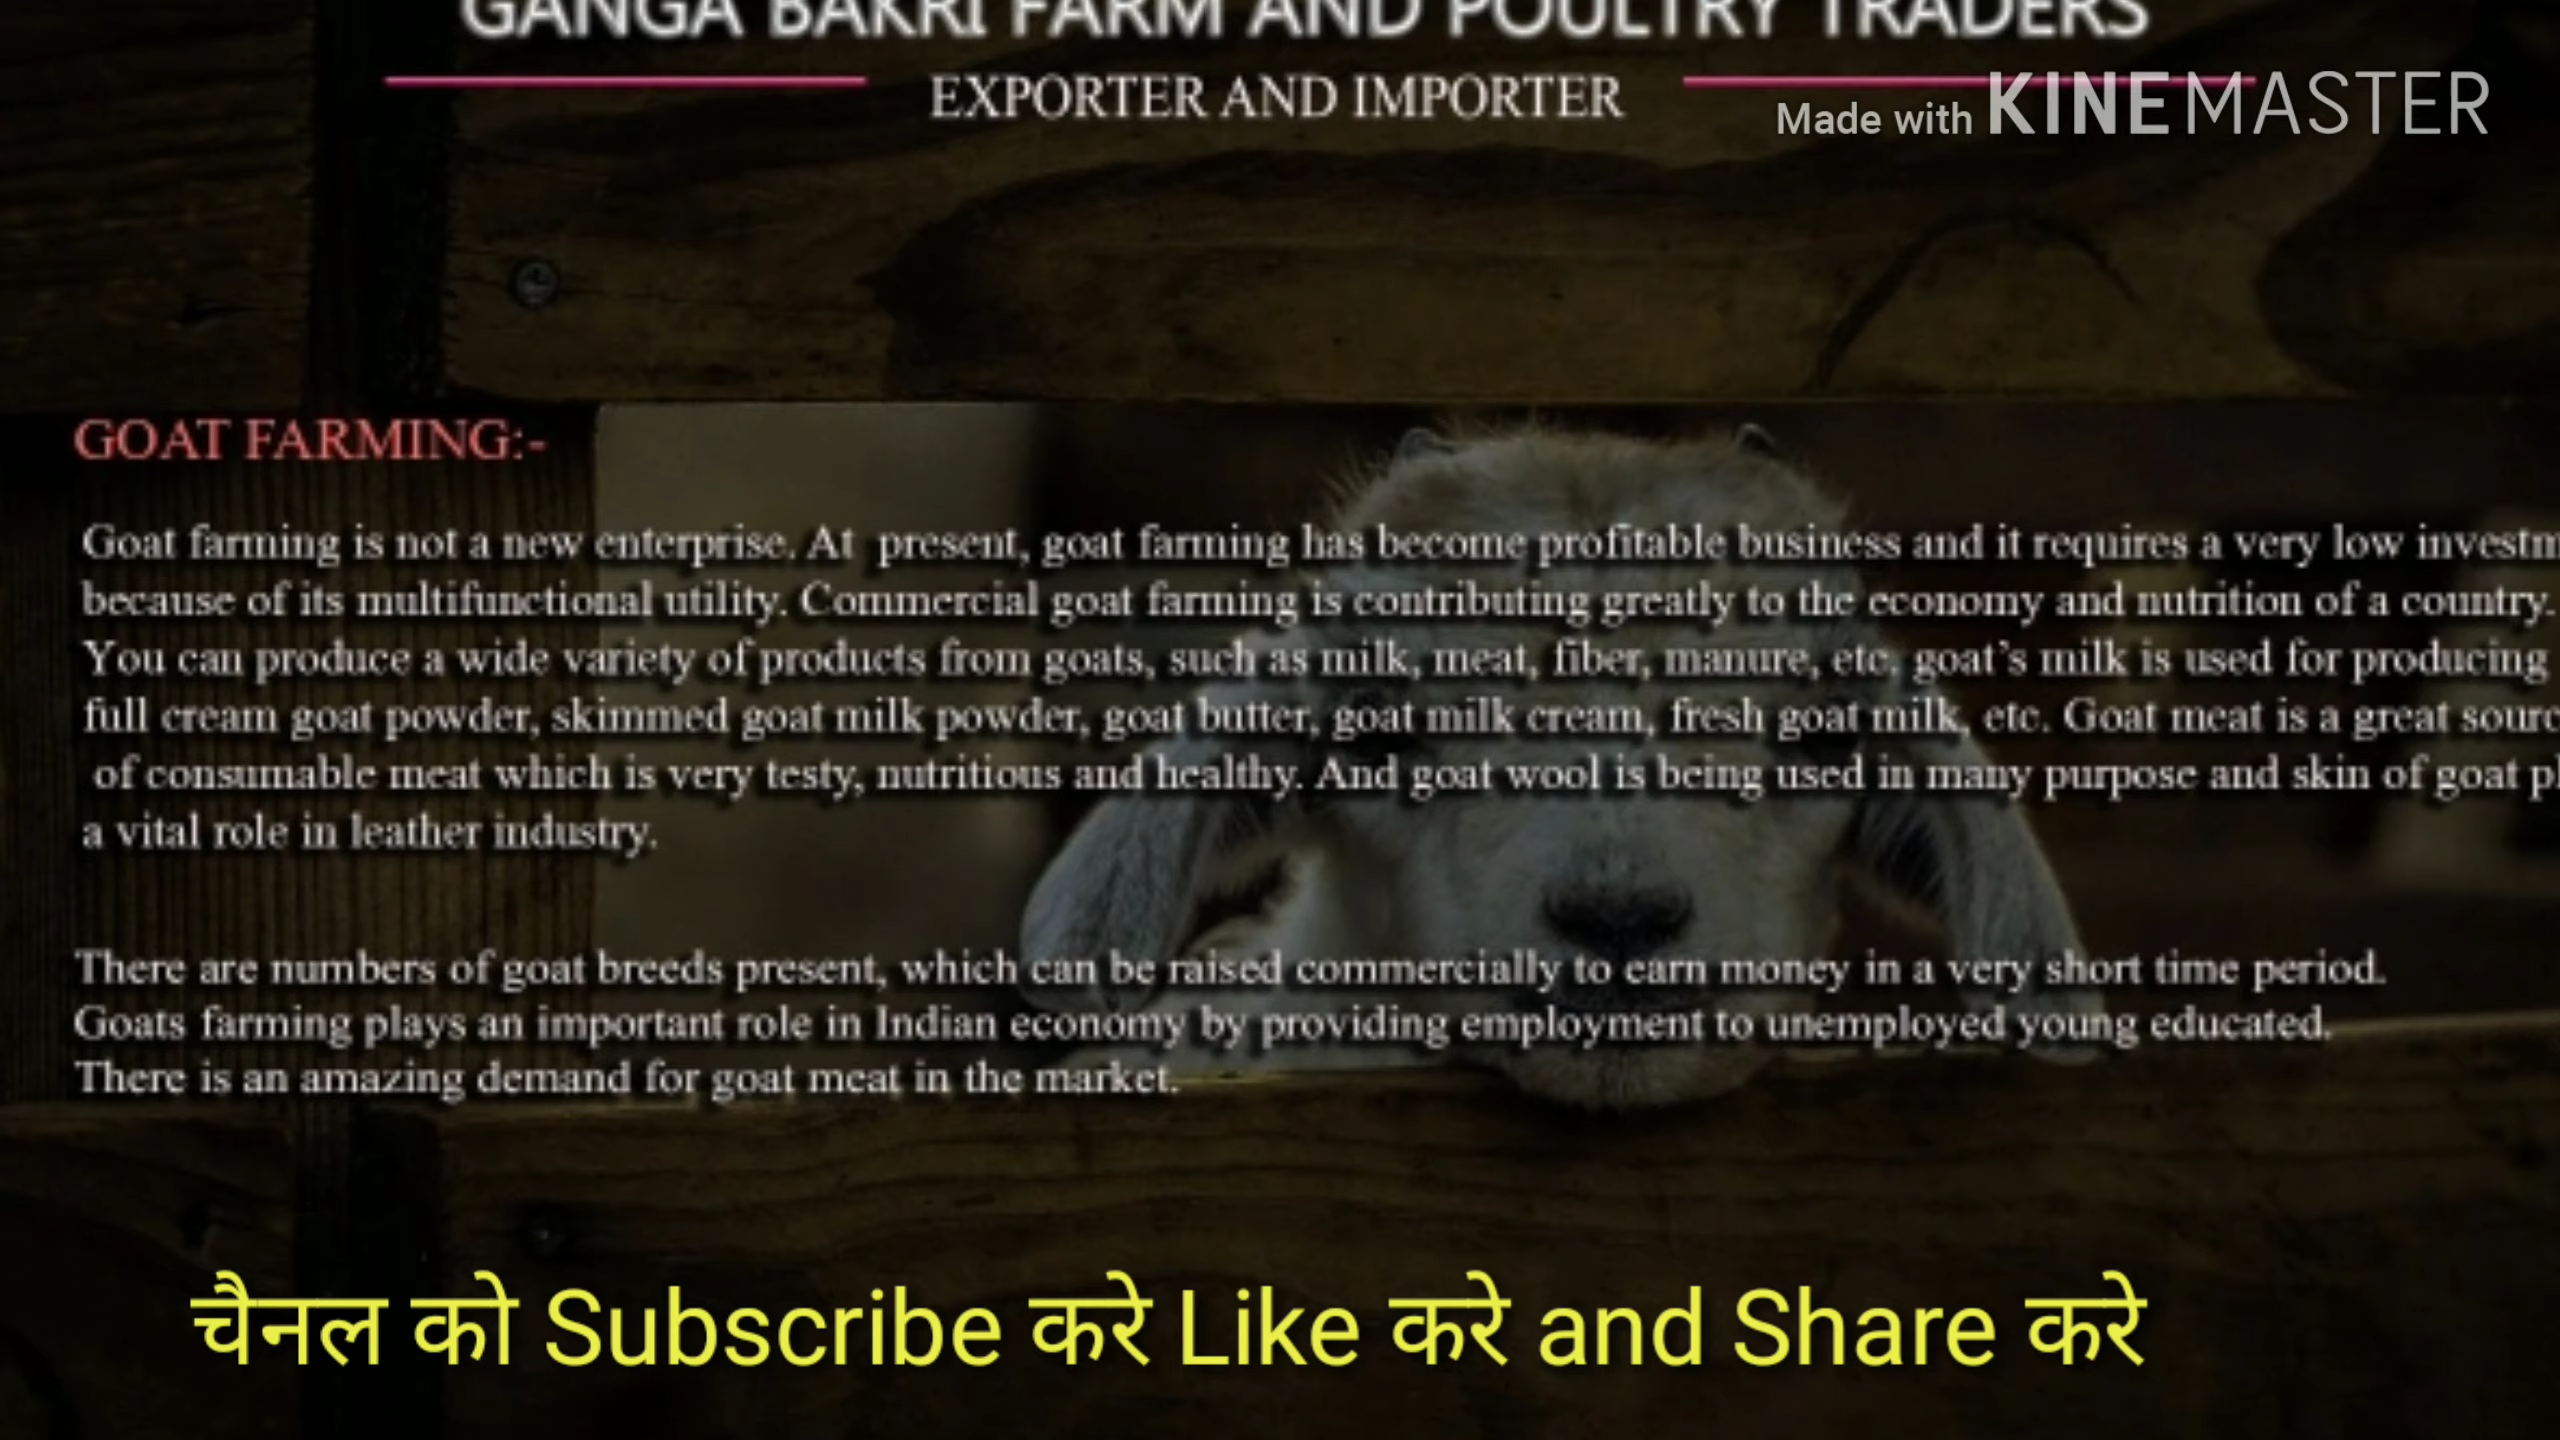 GANGA BAKRI FARM AND POULTRY TRADERS
EXPORTER AND IMPORTER
Made with KINEMASTER
GOAT FARMING:-
Goat farming is not a new enterprise. At present, goat farming has become profitable business and it requires a very low investm
because of its multifunctional utility. Commercial goat farming is contributing greatly to the economy and nutrition of a country.
You can produce a wide variety of products from goats, such as milk, meat, fiber, manure, etc, goat’s milk is used for producing
full cream goat powder, skimmed goat milk powder, goat butter, goat milk cream, fresh goat milk, etc. Goat meat is a great sourc
of consumable meat which is very testy, nutritious and healthy. And goat wool is being used in many purpose and skin of goat pl
a vital role in leather industry.
There are numbers of goat breeds present, which can be raised commercially to earn money in a very short time period.
Goats farming plays an important role in Indian economy by providing employment to unemployed young educated.
There is an amazing demand for goat meat in the market.
चैनल को Subscribe करे Like करे and Share करे